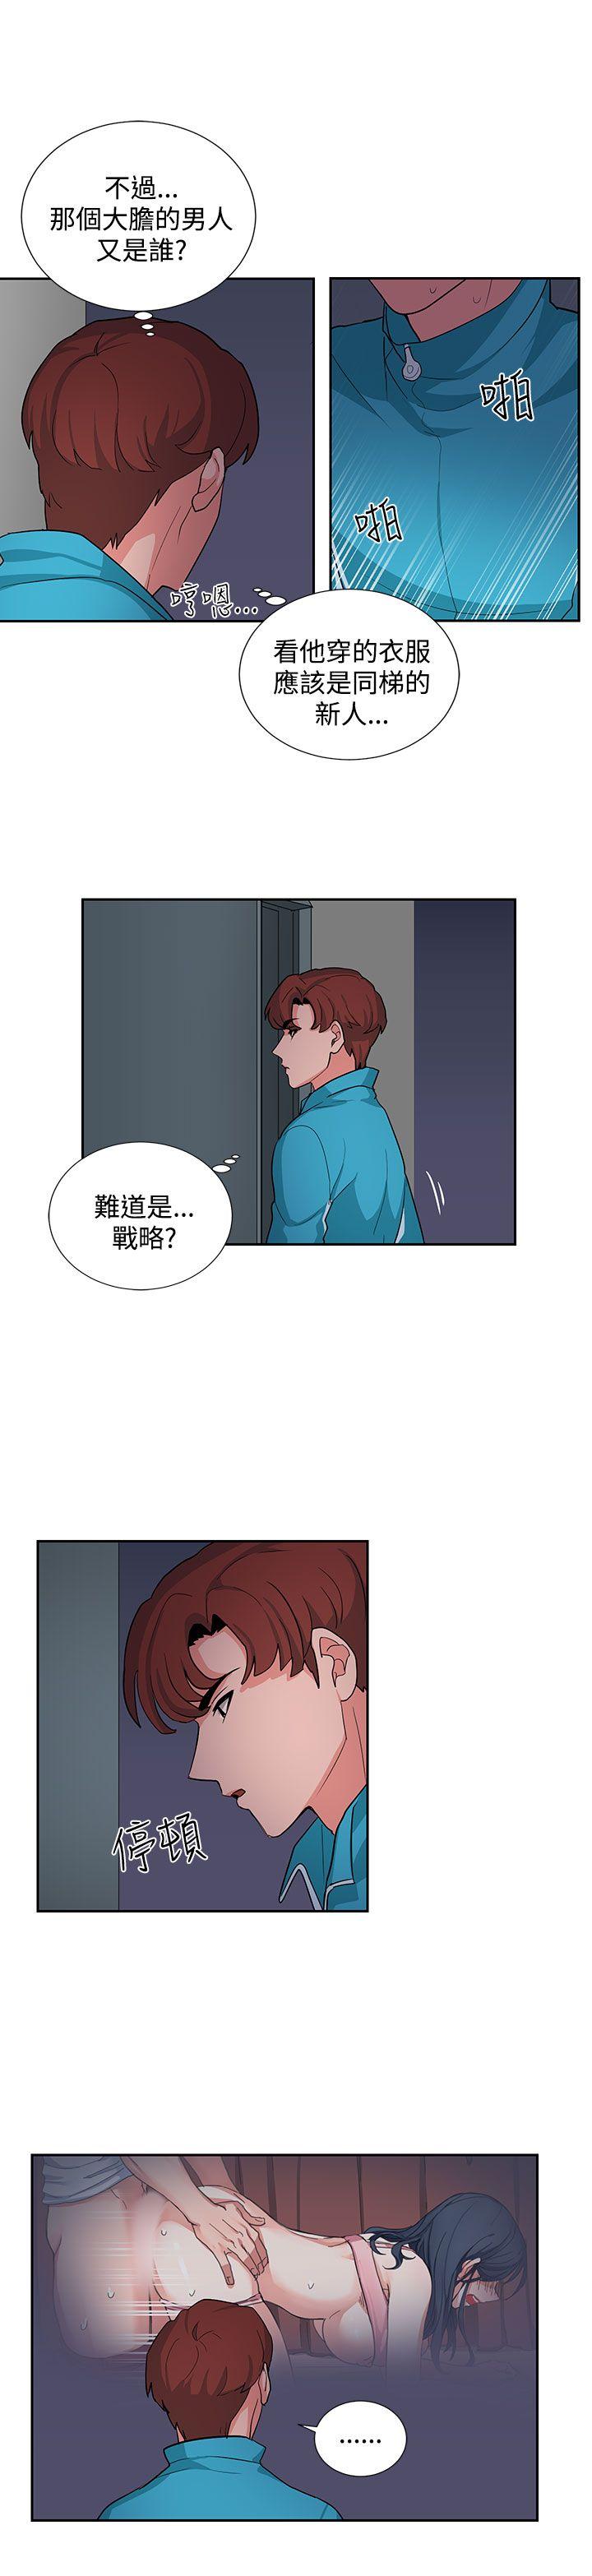 不過...
那個大膽的男人
又是誰?
啪
啪
哼嗯...
看他穿的衣服
應該是同梯的
新人...
難道是...
戰略?
停頓
......